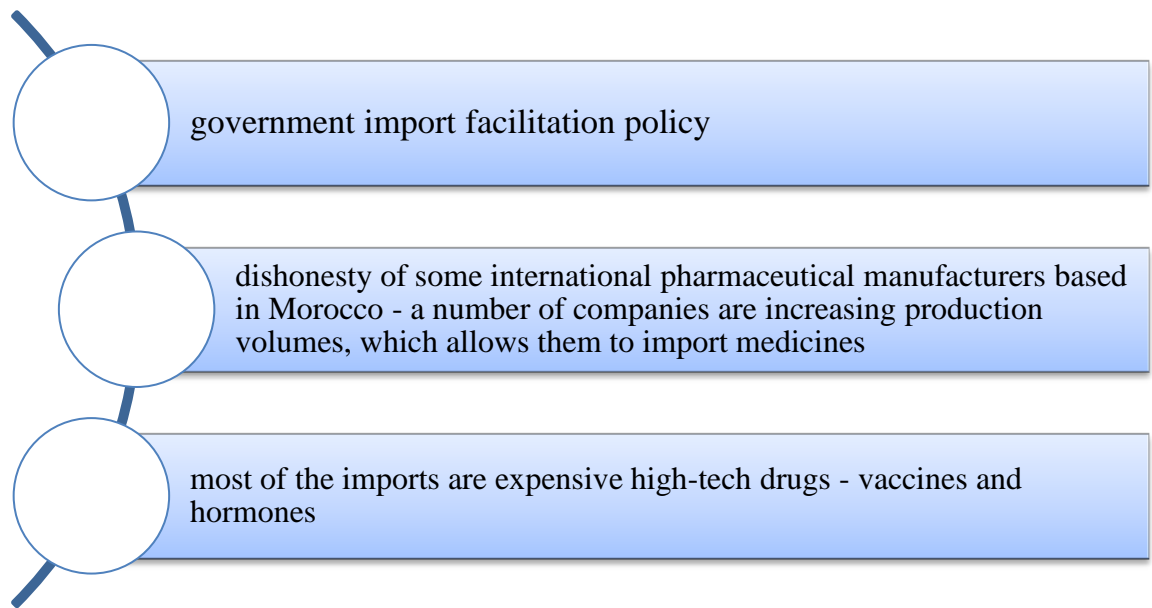 government import facilitation policy
dishonesty of some international pharmaceutical manufacturers based
in Morocco - a number of companies are increasing production
volumes, which allows them to import medicines
most of the imports are expensive high-tech drugs - vaccines and
hormones